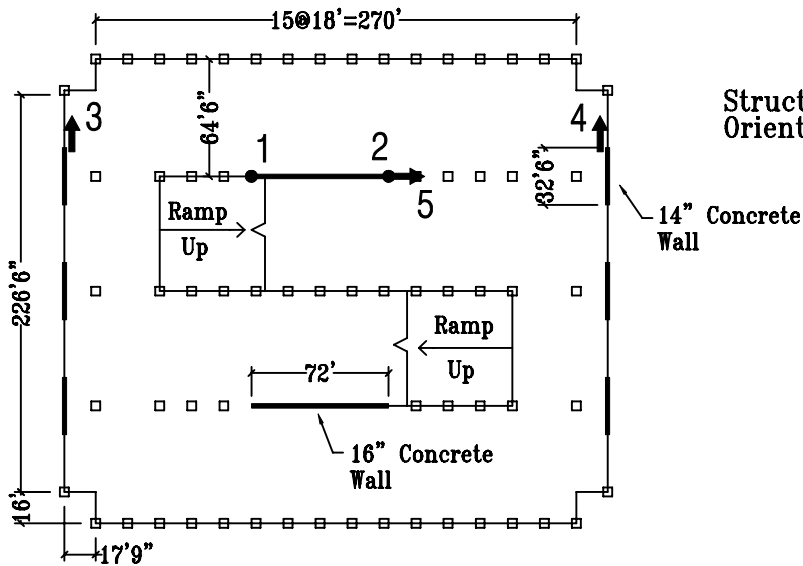 15@18'=270'
Struct
Orient
64'6"
3
4
1
2
5
32'6"
Ramp
Up
14" Concrete
Wall
226'6"
Ramp
Up
72'
16" Concrete
Wall
16'
17'9"